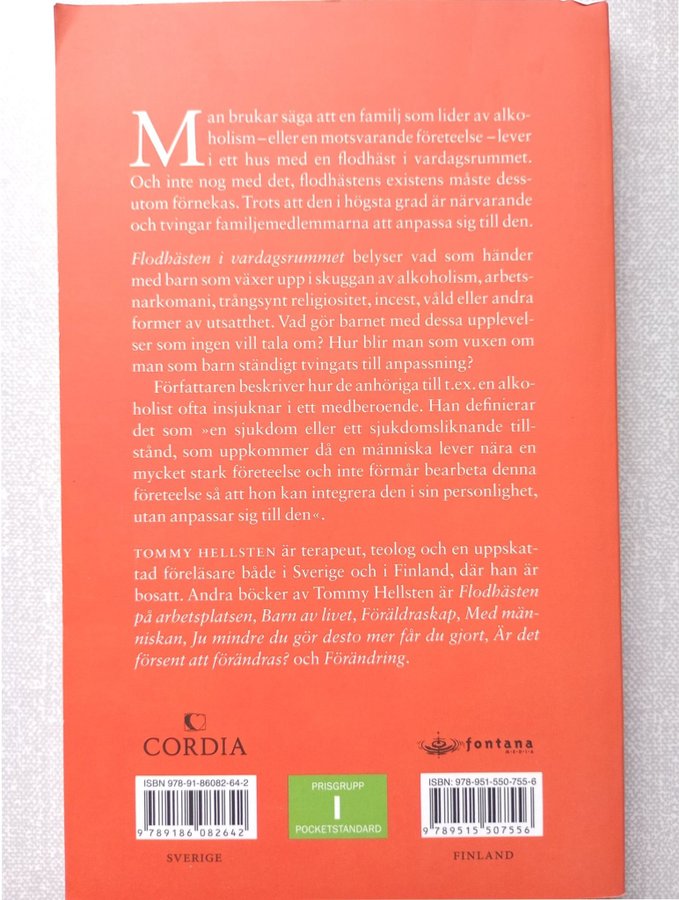 Man brukar säga att en familj som lider av alko-
holism – eller en motsvarande företeelse – lever
i ett hus med en flodhäst i vardagsrummet.
Och inte nog med det, flodhästens existens måste dess-
utom förnekas. Trots att den i högsta grad är närvarande
och tvingar familjemedlemmarna att anpassa sig till den.
Flodhästen i vardagsrummet belyser vad som händer
med barn som växer upp i skuggan av alkoholism, arbets-
narkomani, trångsynt religiositet, incest, våld eller andra
former av utsatthet. Vad gör barnet med dessa upplevel-
ser som ingen vill tala om? Hur blir man som vuxen om
man som barn ständigt tvingats till anpassning?
Författaren beskriver hur de anhöriga till t.ex. en alko-
holist ofta insjuknar i ett medberoende. Han definierar
det som »en sjukdom eller ett sjukdomsliknande till-
stånd, som uppkommer då en människa lever nära en
mycket stark företeelse och inte förmår bearbeta denna
företeelse så att hon kan integrera den i sin personlighet,
utan anpassar sig till den«.
TOMMY HELLSTEN är terapeut, teolog och en uppskat-
tad föreläsare både i Sverige och i Finland, där han är
bosatt. Andra böcker av Tommy Hellsten är Flodhästen
på arbetsplatsen, Barn av livet, Föräldraskap, Med män-
niskan, Ju mindre du gör desto mer får du gjort, Är det
försent att förändras? och Förändring.
CORDIA
fontana
MEDIA
ISBN 978-91-86082-64-2
9 789186 082642
SVERIGE
PRISGRUPP
I
POCKETSTANDARD
ISBN: 978-951-550-755-6
9 789515 507556
FINLAND